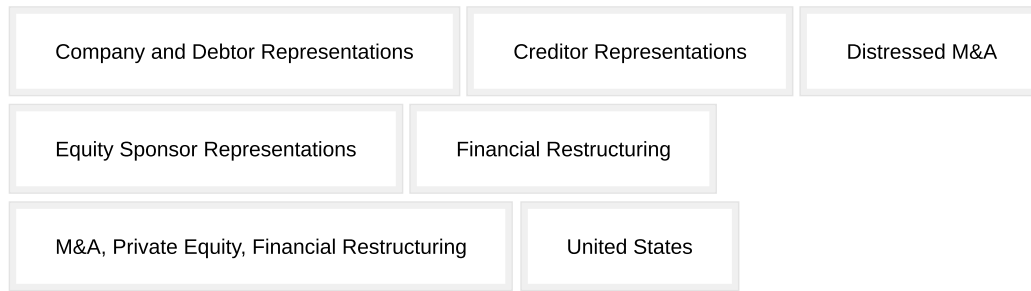 Company and Debtor Representations Creditor Representations Distressed M&A
Equity Sponsor Representations Financial Restructuring
M&A, Private Equity, Financial Restructuring United States